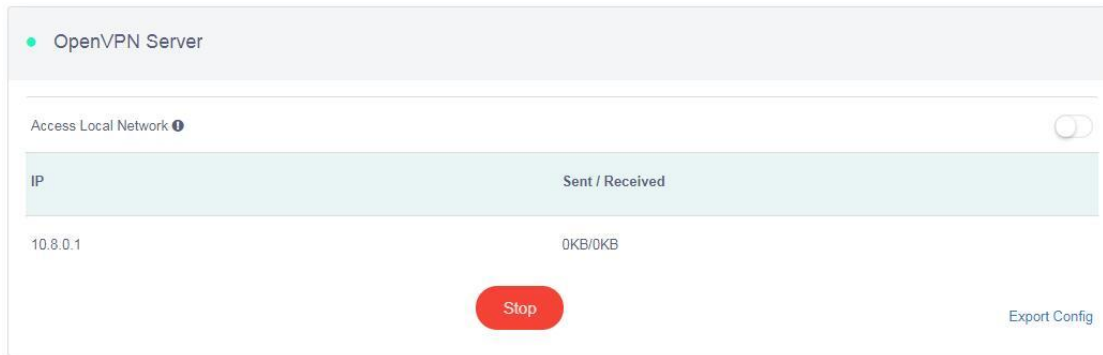 OpenVPN Server
Access Local Network
IP Sent / Received
10.8.0.1 0KB/0KB
Stop
Export Config